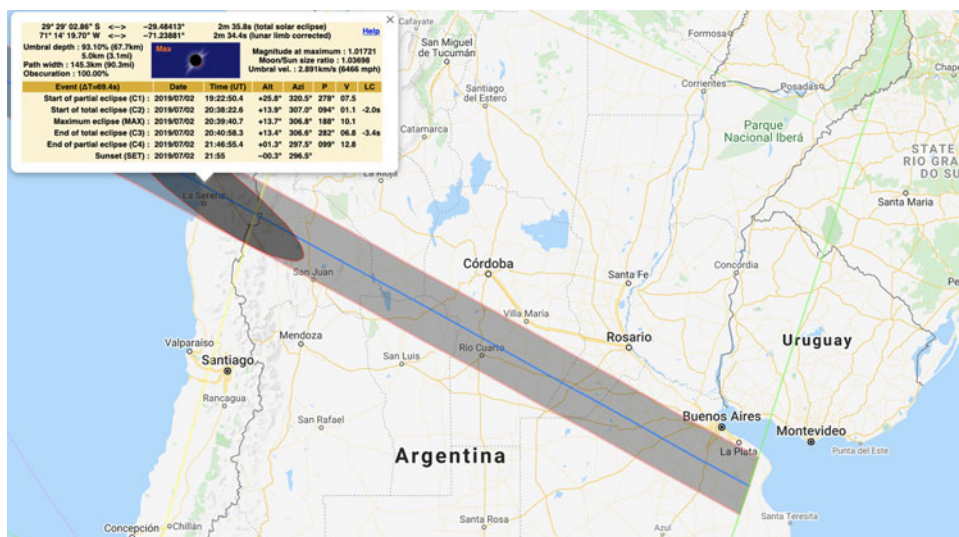 29° 29' 02.86" S <--> -29.48413° 2m 35.8s (total solar eclipse)
71° 14' 19.70" W <--> -71.23881° 2m 34.4s (lunar limb corrected)
Help
Umbral depth : 93.10% (67.7km)
5.0km (3.1mi)
Path width : 145.3km (90.3mi)
Obscuration : 100.00%
Max
Magnitude at maximum : 1.01721
Moon/Sun size ratio : 1.03698
Umbral vel. : 2.891km/s (6466 mph)
Event (ΔT=69.4s) Date Time (UT) Alt Azi P V LC
Start of partial eclipse (C1) : 2019/07/02 19:22:50.4 +25.8° 320.5° 278° 07.5
Start of total eclipse (C2) : 2019/07/02 20:38:22.6 +13.9° 307.0° 094° 01.1 -2.0s
Maximum eclipse (MAX) : 2019/07/02 20:39:40.7 +13.7° 306.8° 188° 10.1
End of total eclipse (C3) : 2019/07/02 20:40:58.3 +13.4° 306.6° 282° 06.8 -3.4s
End of partial eclipse (C4) : 2019/07/02 21:46:55.4 +01.3° 297.5° 099° 12.8
Sunset (SET) : 2019/07/02 21:55 -00.3° 296.5°
Formosa
San Miguel
de Tucumán
Santiago
del Estero
Corrientes
Posadas
Catamarca
Parque
Nacional Iberá
STATE
RIO GRA
DO SU
La Rioja
La Serena
Santa Maria
San Juan
Córdoba
Santa Fe
Concordia
Pe
Villa María
Valparaíso
Mendoza
Rosario
Uruguay
Santiago
San Luis
Río Cuarto
Rancagua
San Rafael
Buenos Aires
Montevideo
La Plata
Punta del Este
Argentina
Santa Rosa
Santa Teresita
Azul
Concepción
Chillán